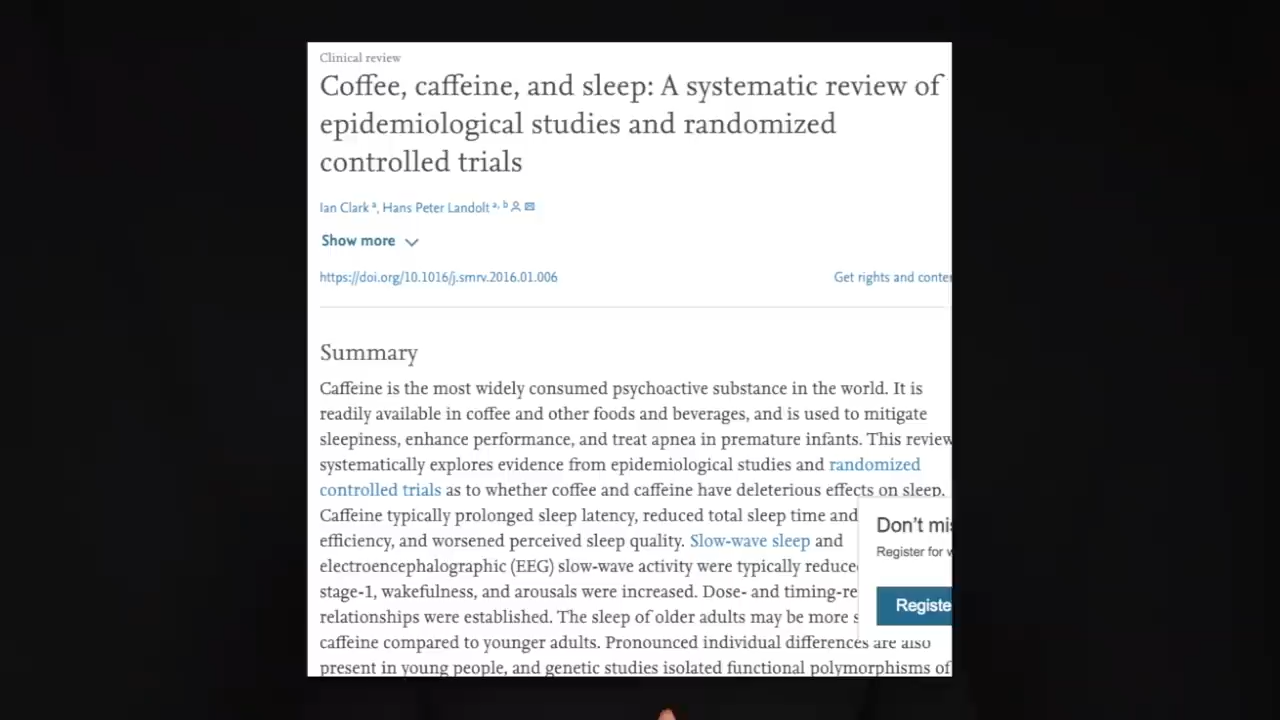 Clinical review
Coffee, caffeine, and sleep: A systematic review of
epidemiological studies and randomized
controlled trials
Ian Clark a, Hans Peter Landolt a, b
Show more
https://doi.org/10.1016/j.smrv.2016.01.006
Get rights and conte
Summary
Caffeine is the most widely consumed psychoactive substance in the world. It is
readily available in coffee and other foods and beverages, and is used to mitigate
sleepiness, enhance performance, and treat apnea in premature infants. This review
systematically explores evidence from epidemiological studies and randomized
controlled trials as to whether coffee and caffeine have deleterious effects on sleep.
Caffeine typically prolonged sleep latency, reduced total sleep time and
efficiency, and worsened perceived sleep quality. Slow-wave sleep and
electroencephalographic (EEG) slow-wave activity were typically reduce
stage-1, wakefulness, and arousals were increased. Dose- and timing-re
relationships were established. The sleep of older adults may be more s
caffeine compared to younger adults. Pronounced individual differences are also
present in young people, and genetic studies isolated functional polymorphisms of
Don't mis
Register for w
Registe